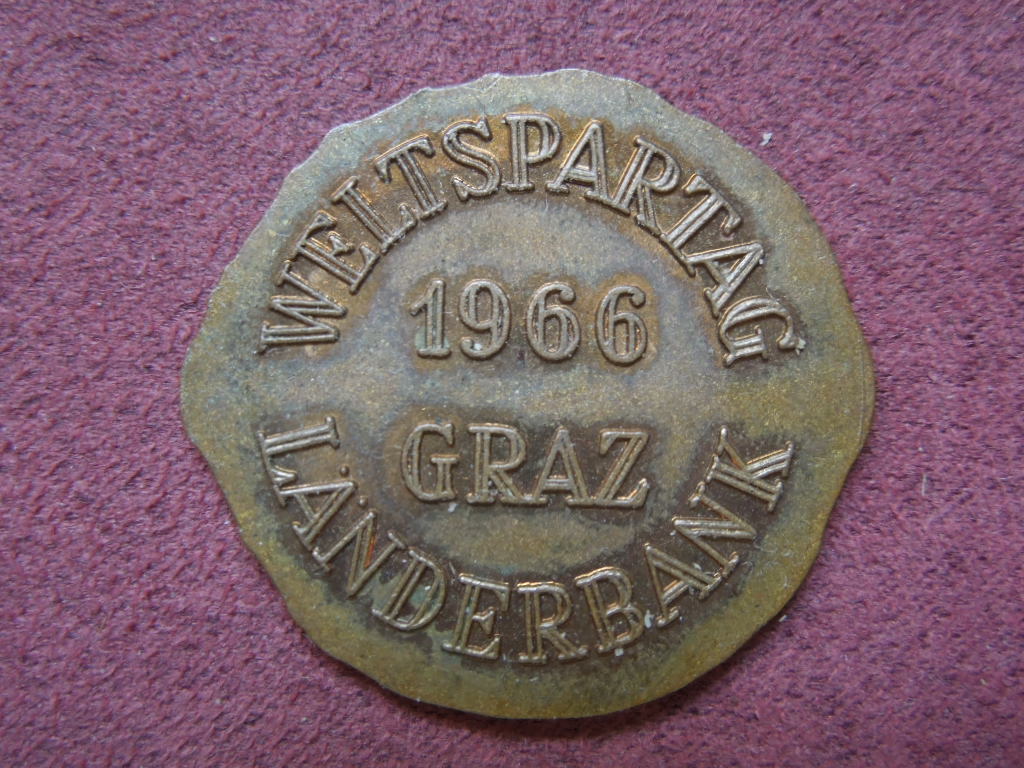 WELTSPARTAG
1966
GRAZ
LÄNDERBANK